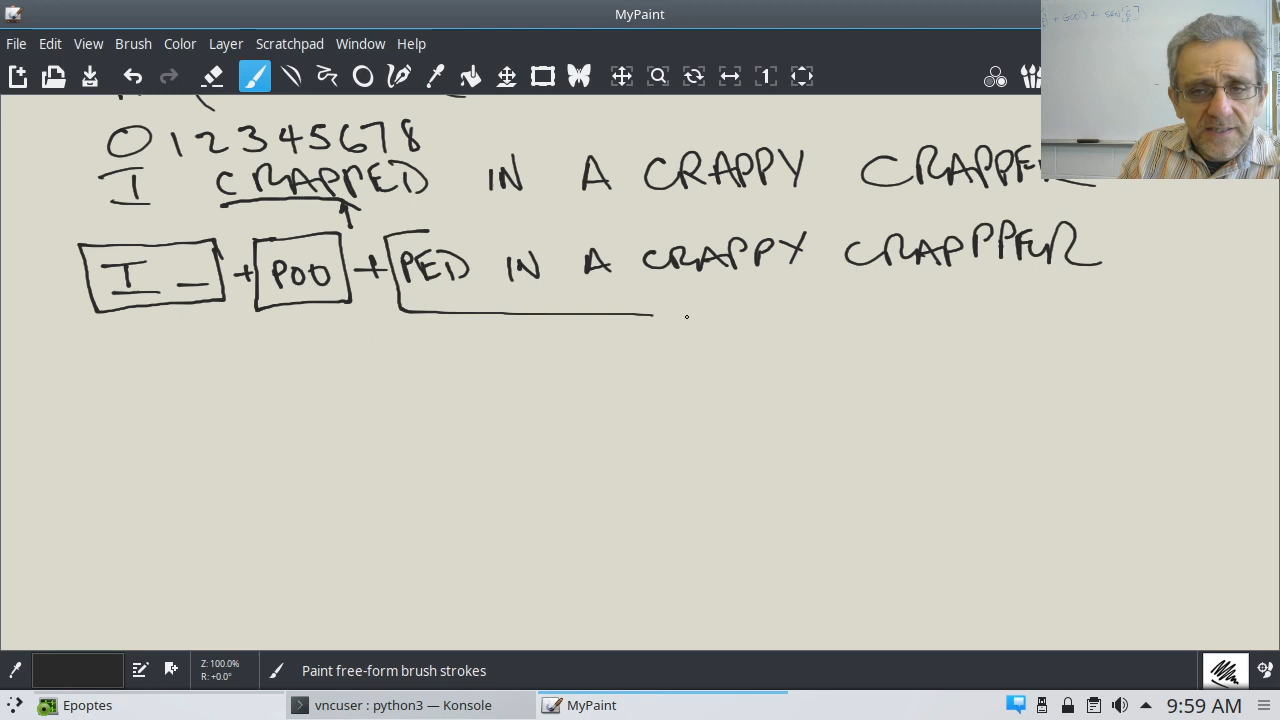 MyPaint
File Edit View Brush Color Layer Scratchpad Window Help
0 1 2 3 4 5 6 7 8
I CRAPPED IN A CRAPPY CRAPPER
I _ + POO + PED IN A CRAPPY CRAPPPER
Z: 100.0%
R: +0.0°
Paint free-form brush strokes
Epoptes
vncuser : python3 — Konsole
MyPaint
9:59 AM